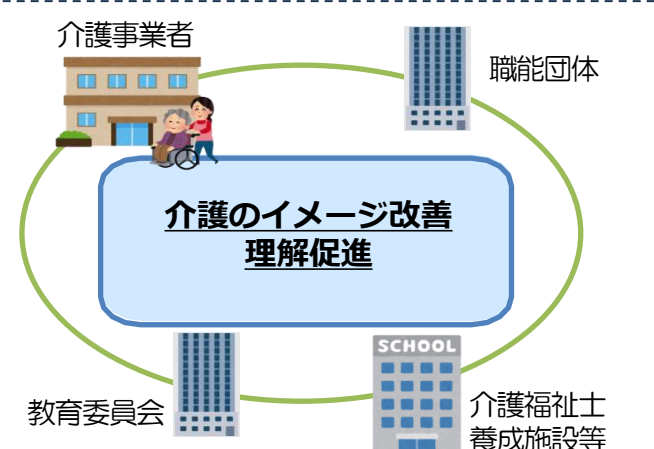 介護事業者
職能団体
介護のイメージ改善
理解促進
SCHOOL
教育委員会
介護福祉士
養成施設等